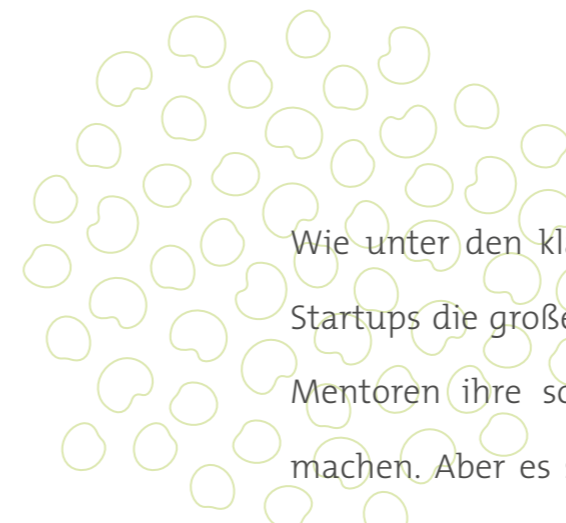 Wie unter den
Startups die
Mentoren ihre
machen. Aber es